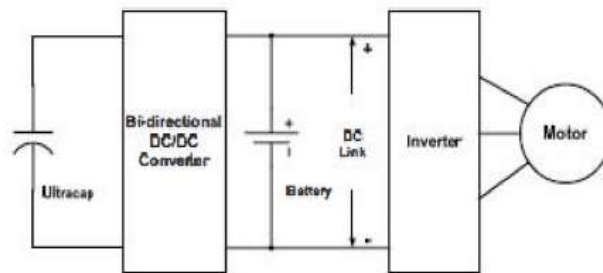 Ultracap
Bi-directional
DC/DC
Converter
+
Battery
+
DC
Link
-
Inverter
Motor